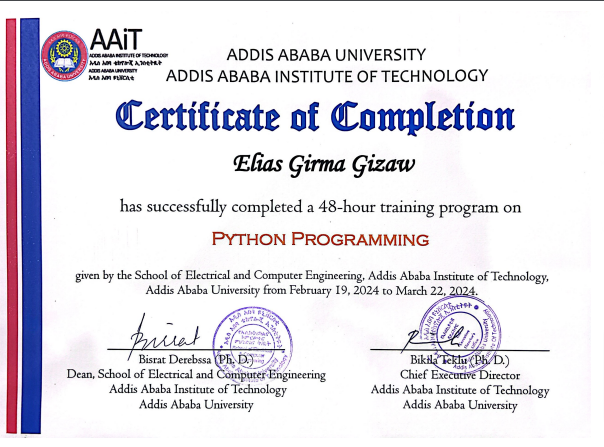 AAiT
ADDIS ABABA INSTITUTE OF TECHNOLOGY
አዲስ አበባ ቴክኖሎጂ ኢንስቲትዩት
ADDIS ABABA UNIVERSITY
አዲስ አበባ ዩኒቨርሲቲ
ADDIS ABABA UNIVERSITY
ADDIS ABABA INSTITUTE OF TECHNOLOGY
Certificate of Completion
Elias Girma Gizaw
has successfully completed a 48-hour training program on
PYTHON PROGRAMMING
given by the School of Electrical and Computer Engineering, Addis Ababa Institute of Technology,
Addis Ababa University from February 19, 2024 to March 22, 2024.
Bisrat Derebssa (Ph. D.)
Dean, School of Electrical and Computer Engineering
Addis Ababa Institute of Technology
Addis Ababa University
Bikila Teklu (Ph. D.)
Chief Executive Director
Addis Ababa Institute of Technology
Addis Ababa University